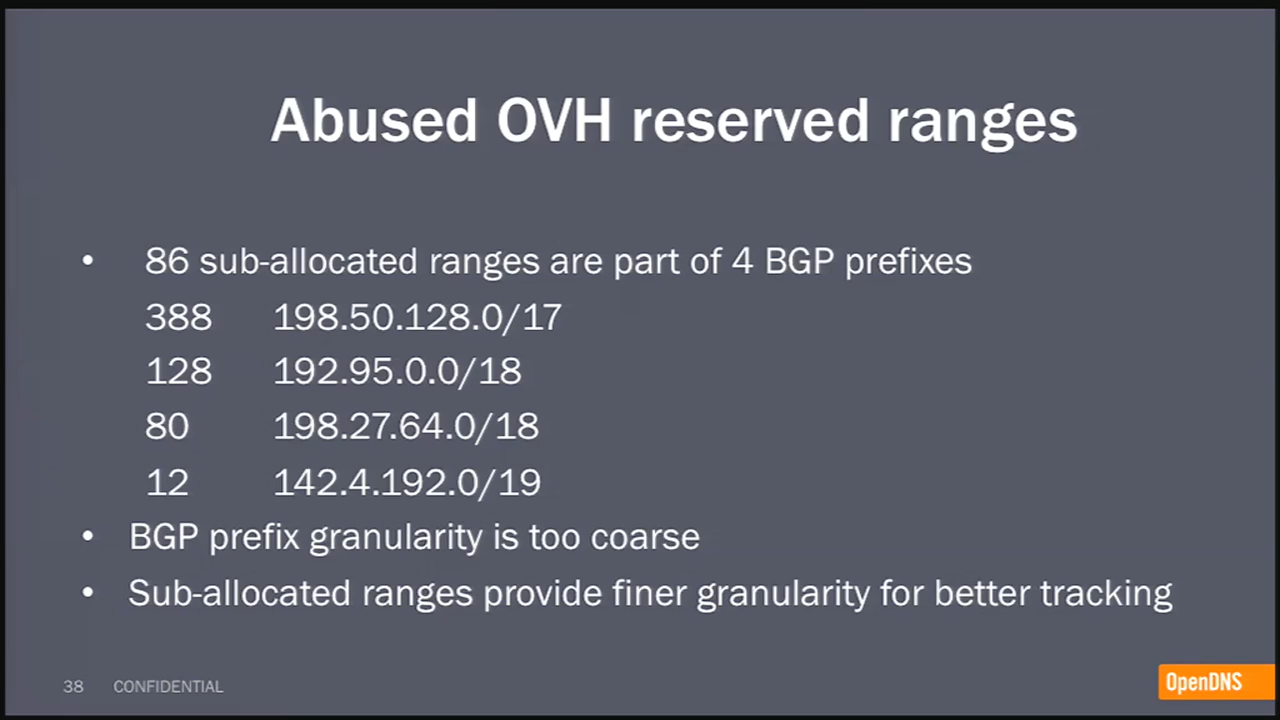 Abused OVH reserved ranges
• 86 sub-allocated ranges are part of 4 BGP prefixes
388 198.50.128.0/17
128 192.95.0.0/18
80 198.27.64.0/18
12 142.4.192.0/19
• BGP prefix granularity is too coarse
• Sub-allocated ranges provide finer granularity for better tracking
38 CONFIDENTIAL
OpenDNS